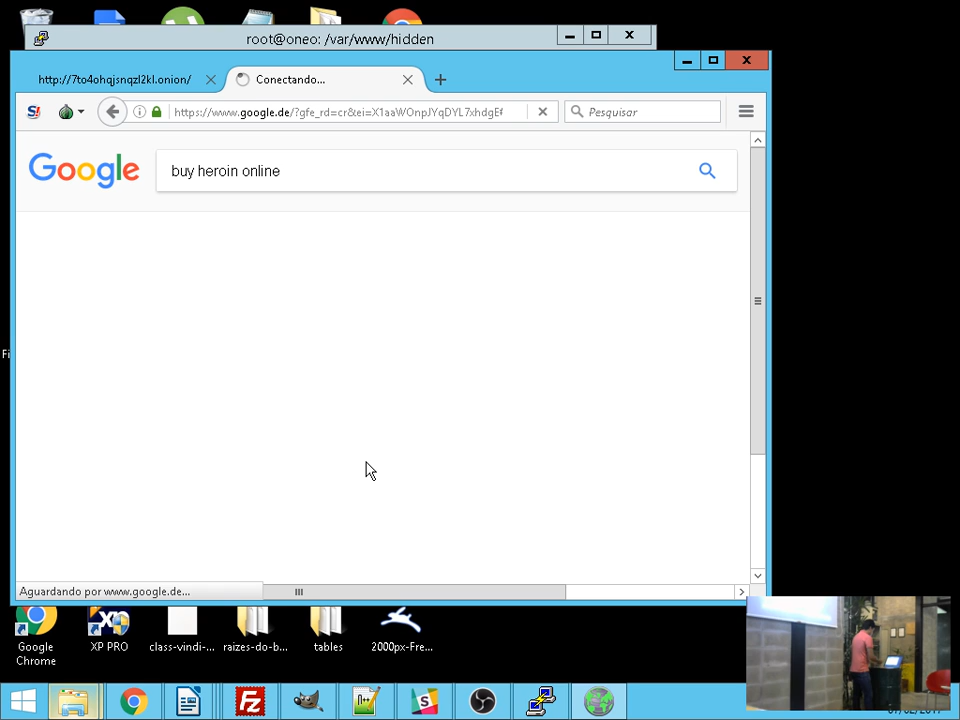 root@oneo: /var/www/hidden
http://7to4ohqjsnqzl2kl.onion/
Conectando...
S!
https://www.google.de/?gfe_rd=cr&ei=X1aaWOnpJYqDYL7xhdgEf
Pesquisar
Google
buy heroin online
Aguardando por www.google.de...
Google Chrome
XP PRO
class-vindi-...
raizes-do-b...
tables
2000px-Fre...